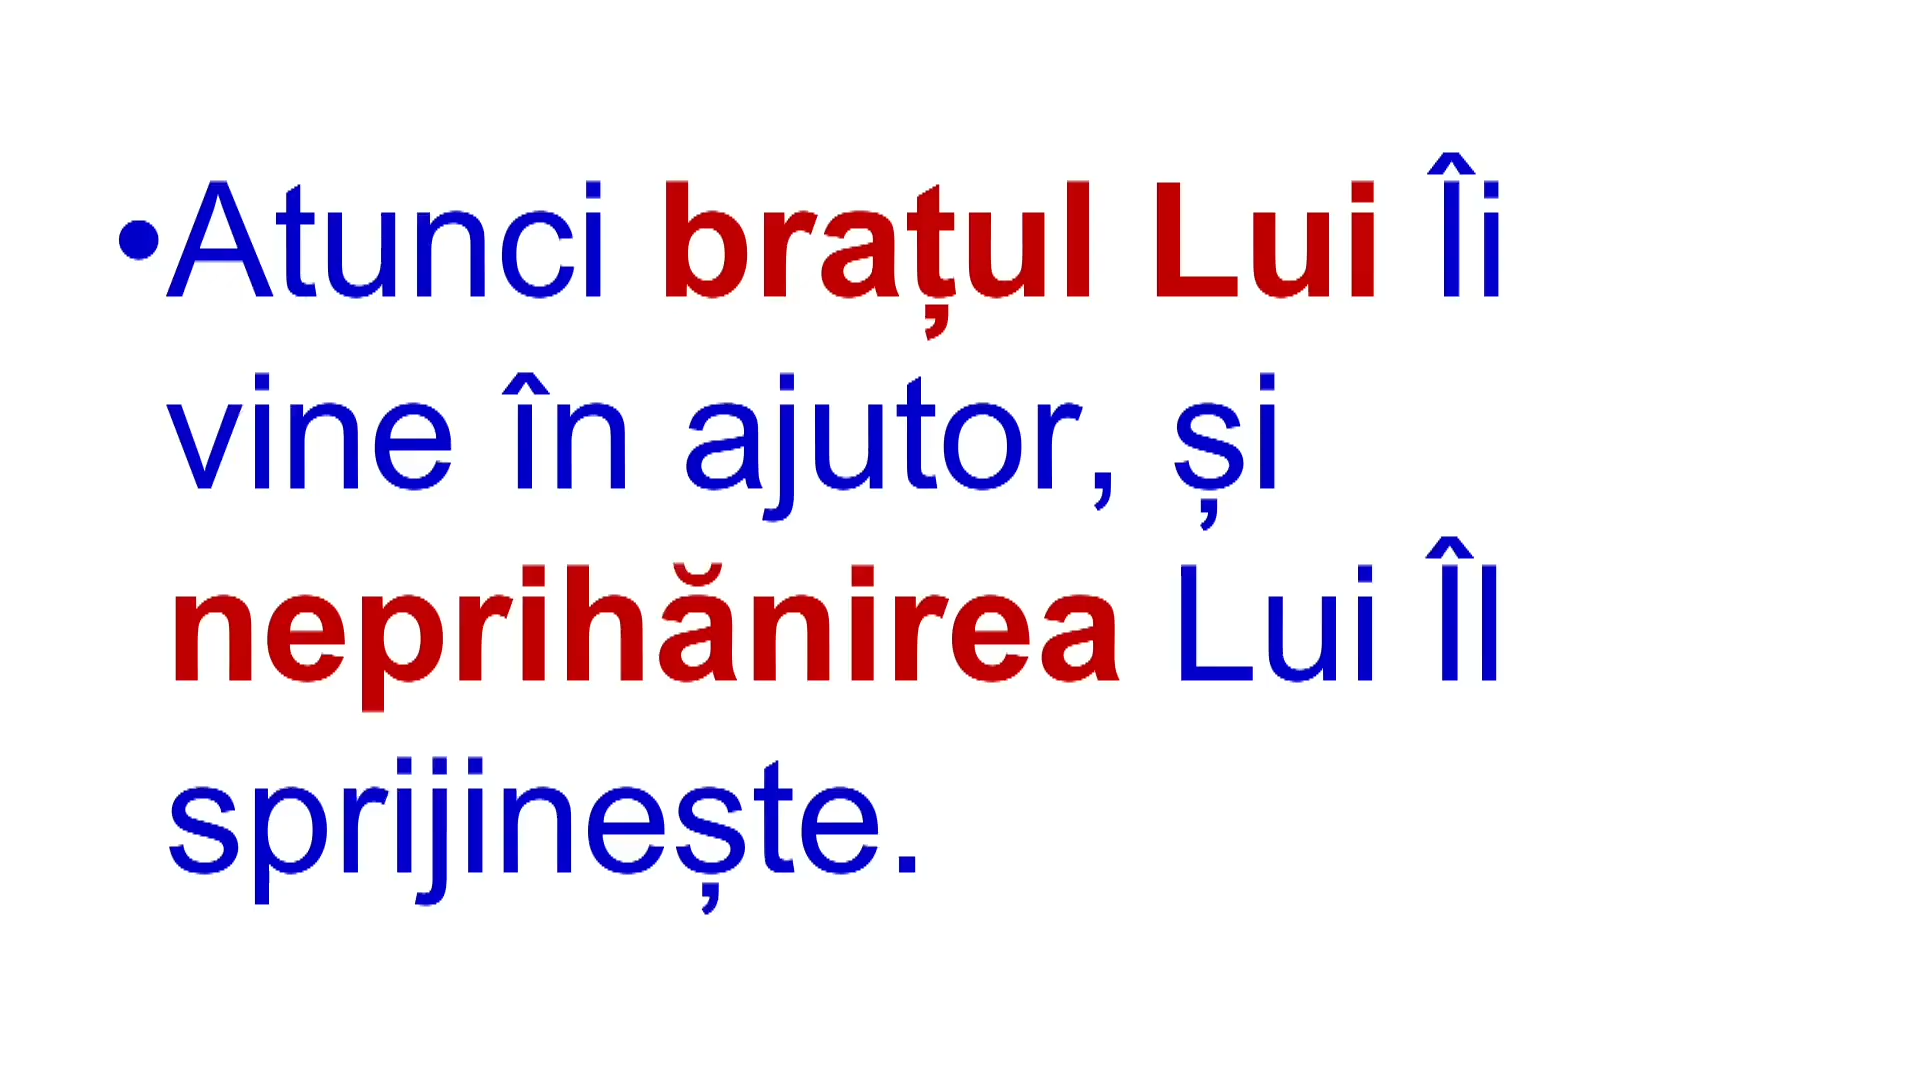 •Atunci brațul Lui Îi
vine în ajutor, și
neprihănirea Lui Îl
sprijinește.